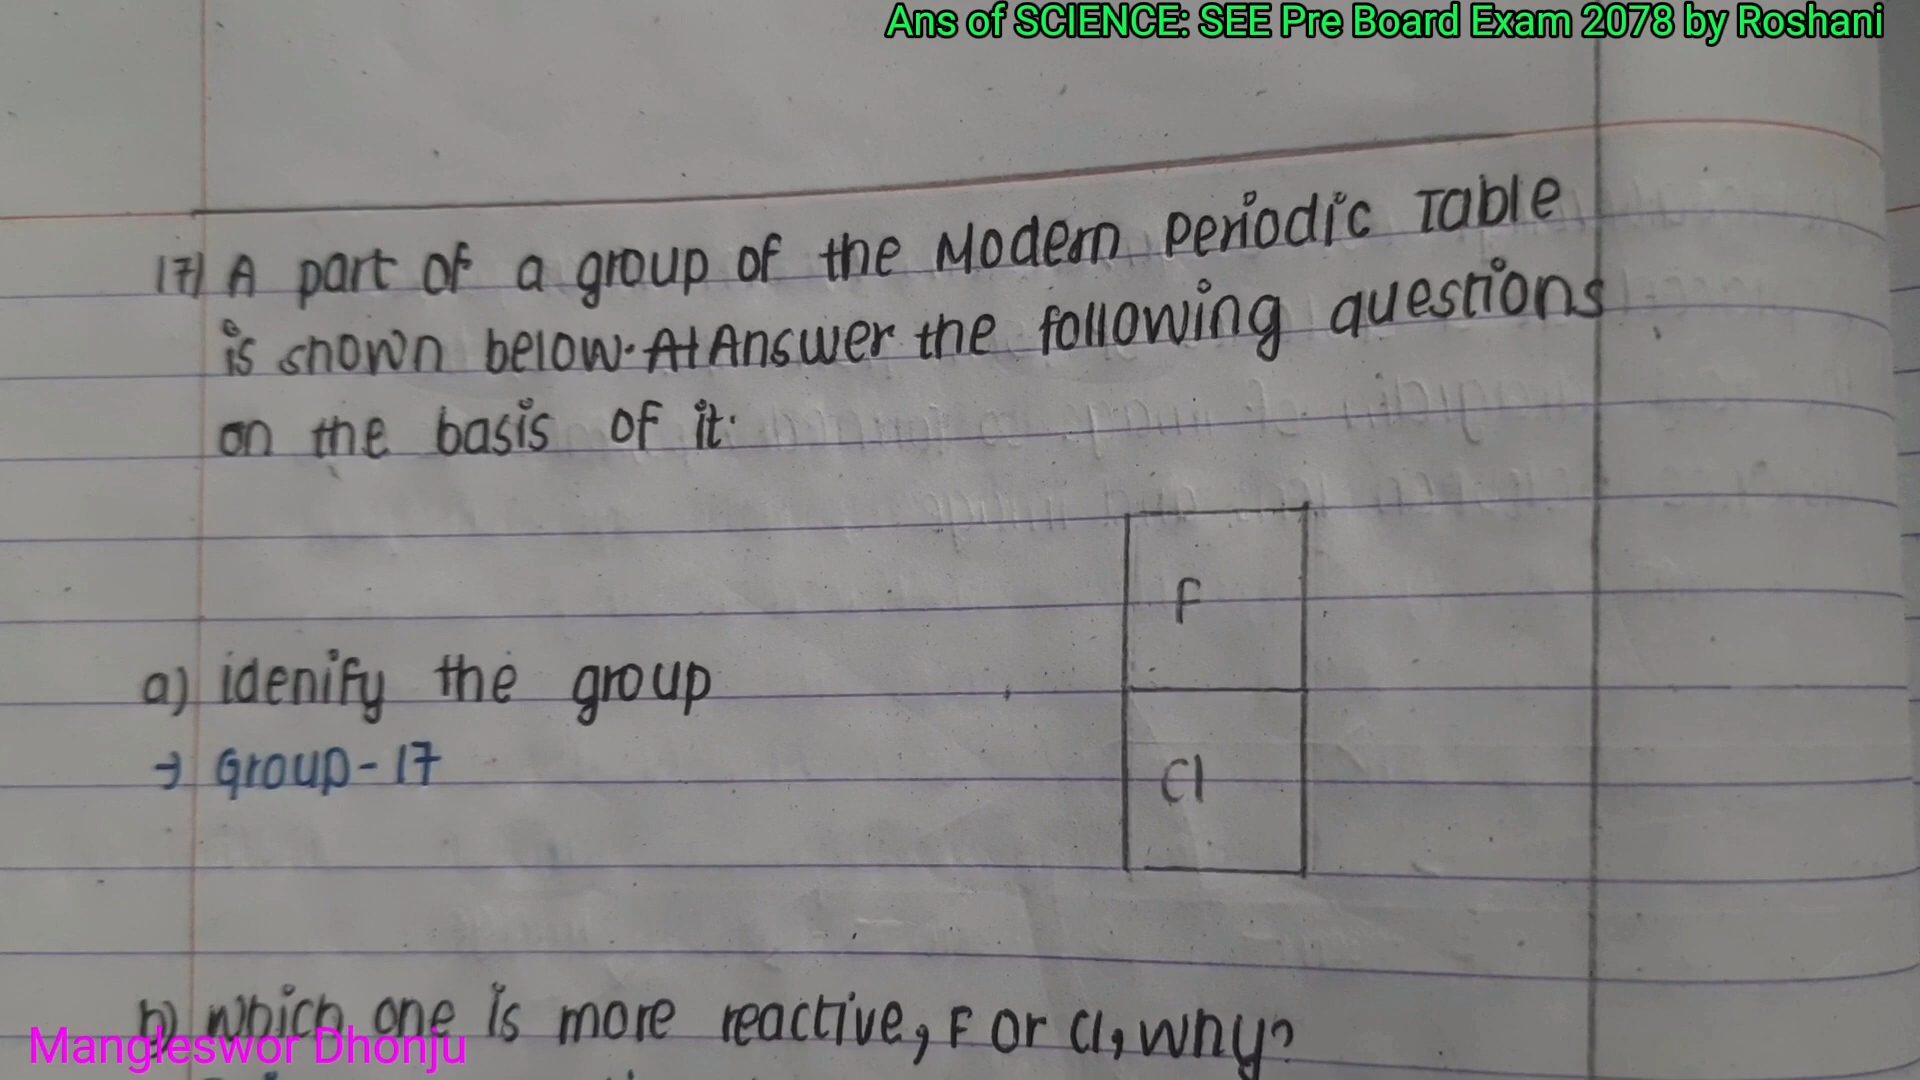 Ans of SCIENCE: SEE Pre Board Exam 2078 by Roshani
17) A part of a group of the Modern Periodic Table
is shown below. At Answer the following questions
on the basis of it.
F
a) idenify the group
→ Group-17
Cl
b) which one is more reactive, F or Cl, why?
Mangleswor Dhonju